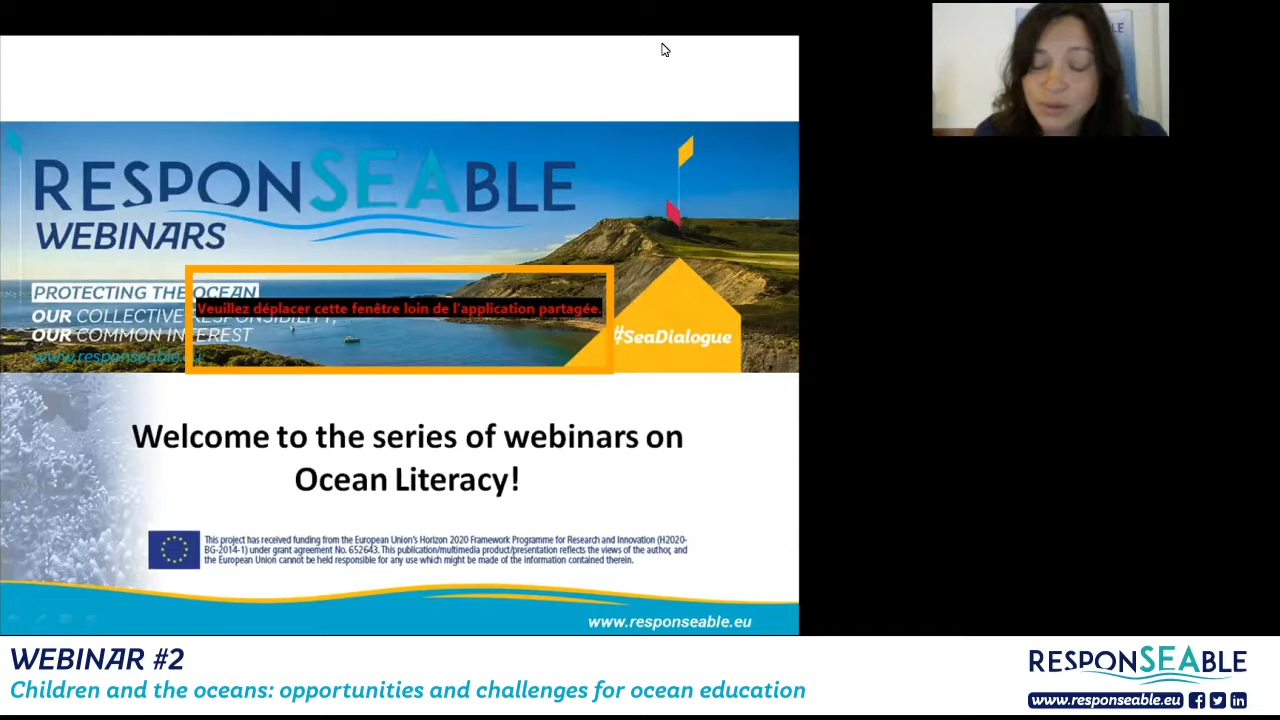 LE
RESPONSEABLE
WEBINARS
PROTECTING THE OCEAN
OUR COLLECTIVE RESPONSIBILITY,
Veuillez déplacer cette fenêtre loin de l'application partagée.
OUR COMMON INTEREST
#SeaDialogue
www.responseable.eu
Welcome to the series of webinars on
Ocean Literacy!
This project has received funding from the European Union's Horizon 2020 Framework Programme for Research and Innovation (H2020-
BG-2014-1) under grant agreement No. 652643. This publication/multimedia product/presentation reflects the views of the author, and
the European Union cannot be held responsible for any use which might be made of the information contained therein.
www.responseable.eu
WEBINAR #2
Children and the oceans: opportunities and challenges for ocean education
RESPONSEABLE
www.responseable.eu